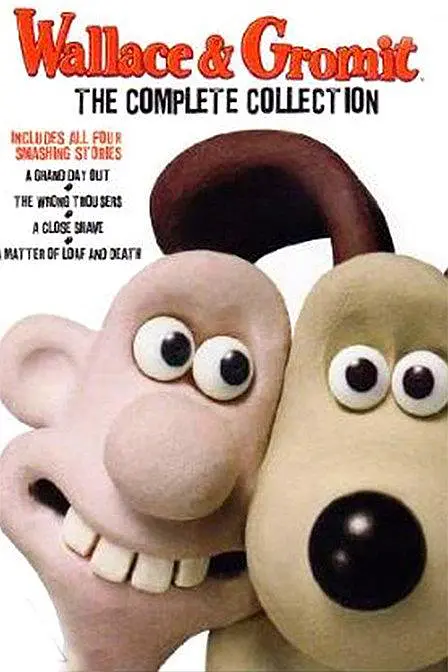 Wallace & Gromit
THE COMPLETE COLLECTION
INCLUDES ALL FOUR
SMASHING STORIES
A GRAND DAY OUT
THE WRONG TROUSERS
A CLOSE SHAVE
A MATTER OF LOAF AND DEATH